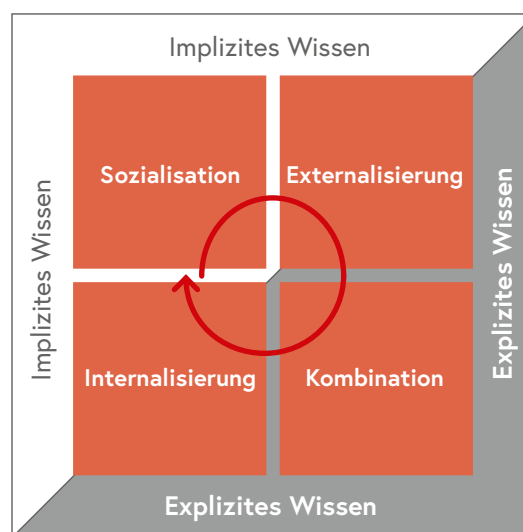 Implizites Wissen
Implizites Wissen
Sozialisation
Externalisierung
Explizites Wissen
Internalisierung
Kombination
Explizites Wissen